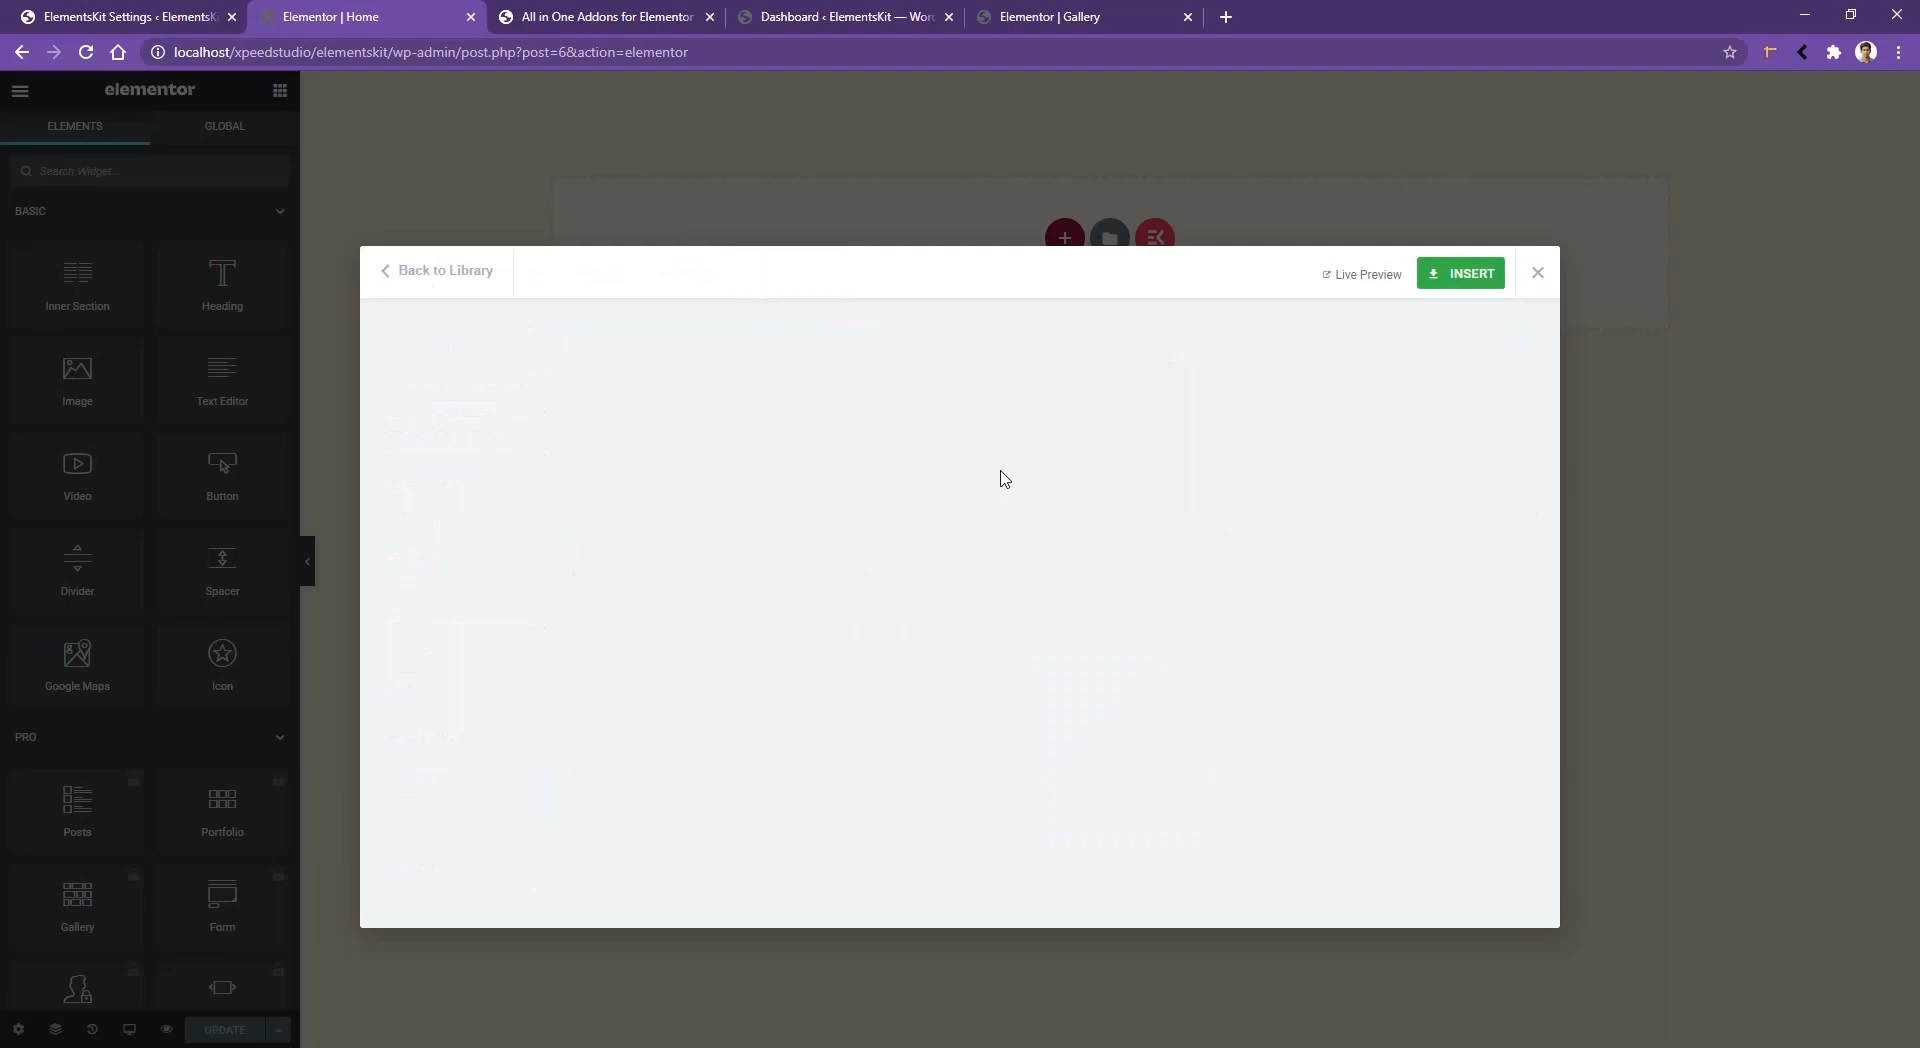 ElementsKit Settings ‹ ElementsKi
Elementor | Home
All in One Addons for Elementor
Dashboard ‹ ElementsKit — Word
Elementor | Gallery
localhost/xpeedstudio/elementskit/wp-admin/post.php?post=6&action=elementor
elementor
ELEMENTS
GLOBAL
Search Widget...
BASIC
Inner Section
Heading
Image
Text Editor
Video
Button
Divider
Spacer
Google Maps
Icon
PRO
Posts
Portfolio
Gallery
Form
UPDATE
Back to Library
Live Preview
INSERT